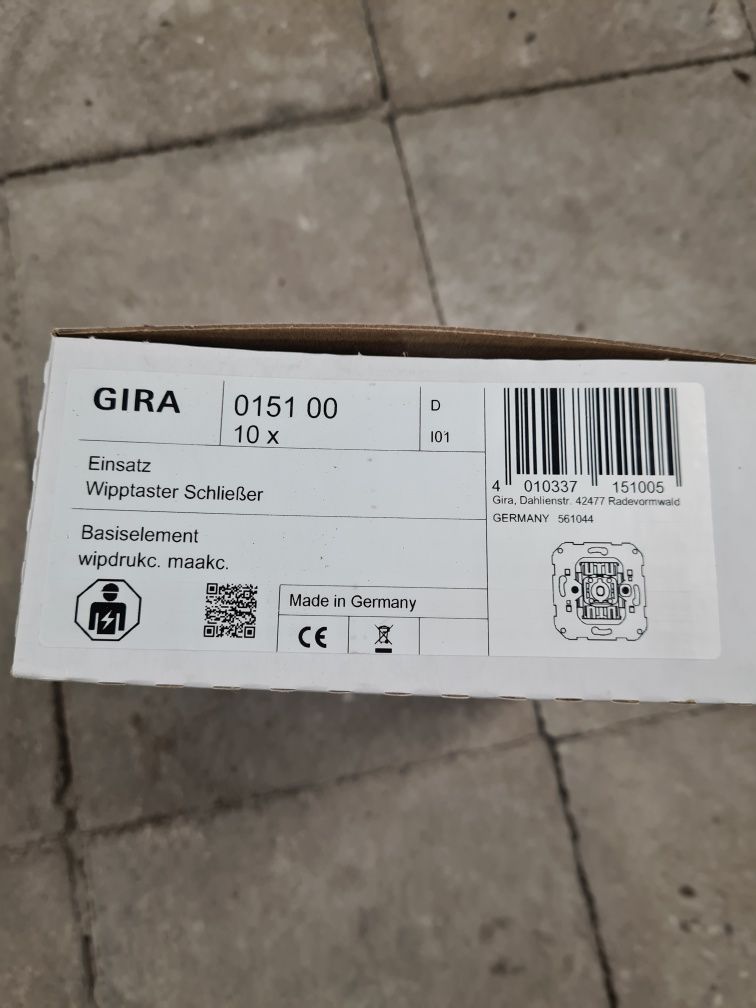 GIRA
0151 00
10 x
D
I01
Einsatz
Wipptaster Schließer
Basiselement
wipdrukc. maakc.
Made in Germany
CE
4 010337 151005
Gira, Dahlienstr. 42477 Radevormwald
GERMANY 561044